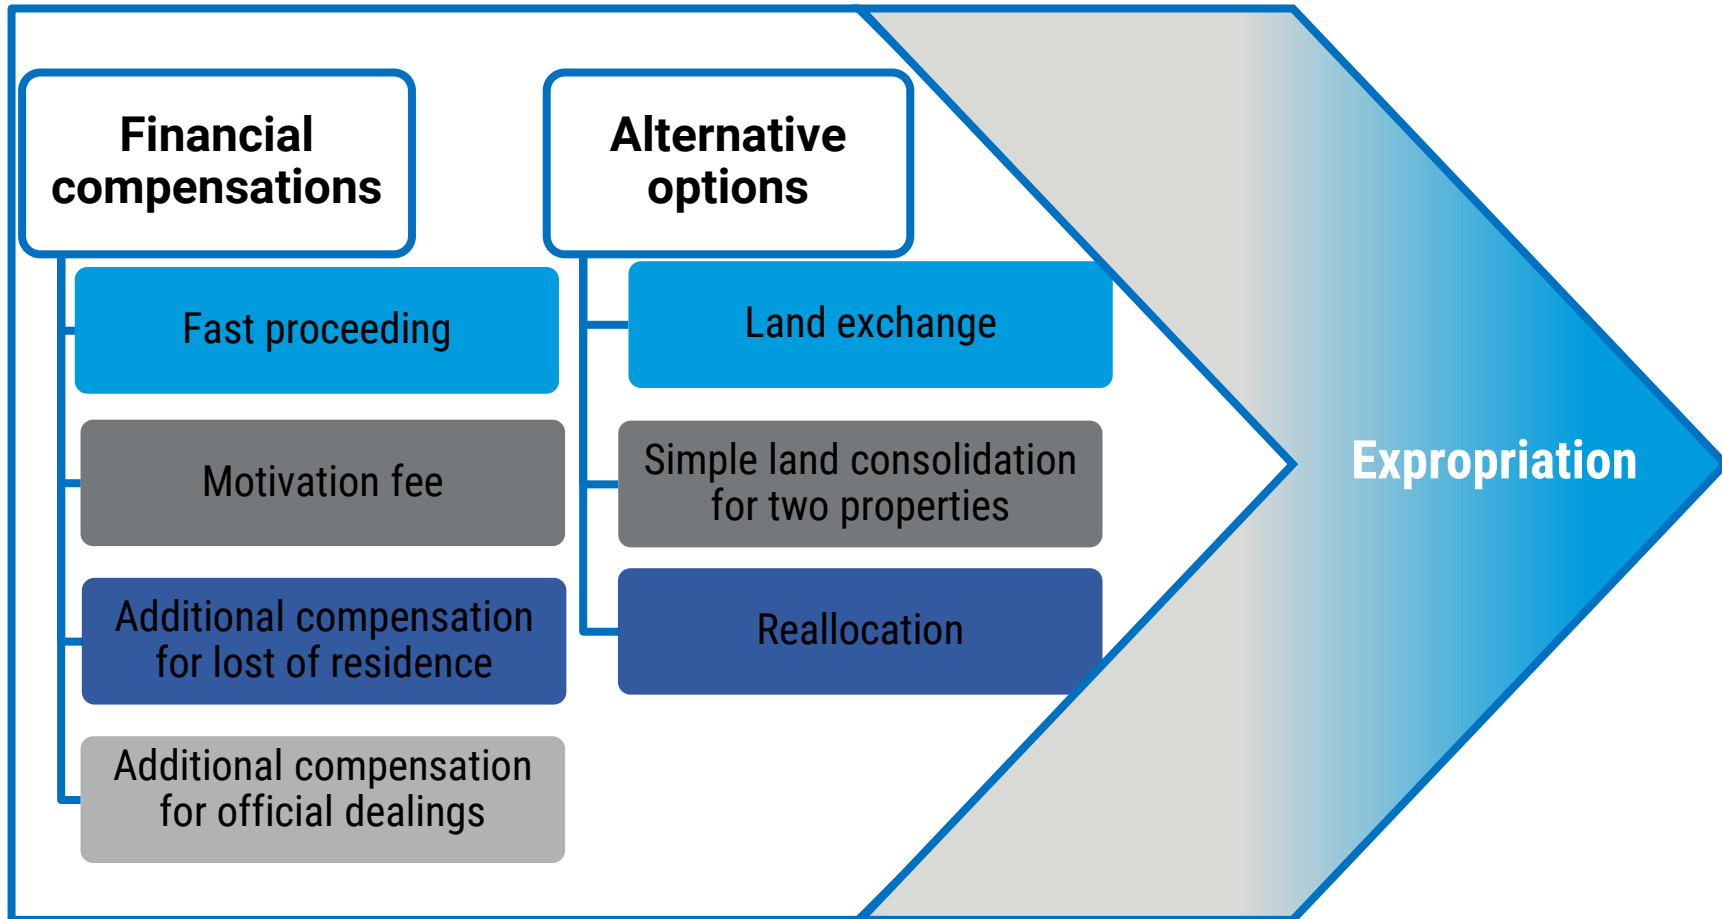 Financial
compensations
Fast proceeding
Motivation fee
Additional compensation
for lost of residence
Additional compensation
for official dealings
Alternative
options
Land exchange
Simple land consolidation
for two properties
Reallocation
Expropriation